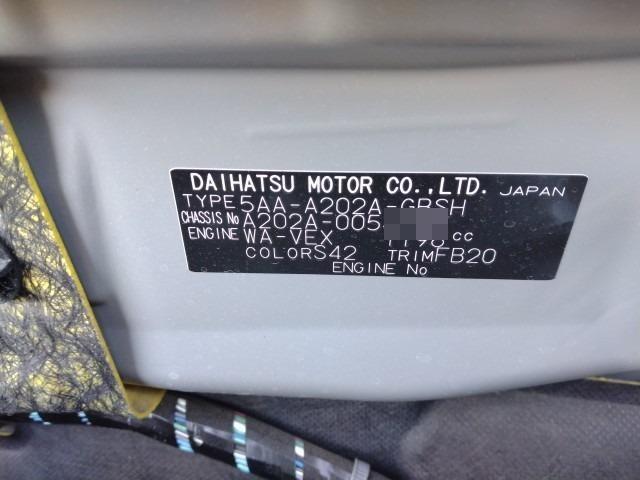 DAIHATSU MOTOR CO.,LTD. JAPAN
TYPE 5AA-A202A-GBSH
CHASSIS No A202A-005
ENGINE WA-VEX cc
COLOR S42 TRIM FB20
ENGINE No